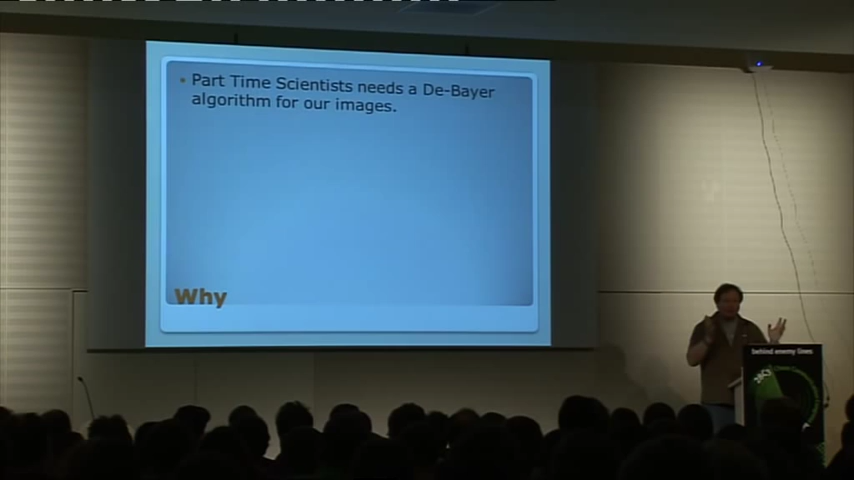 Part Time Scientists needs a De-Bayer
algorithm for our images.
Why
behind enemy lines